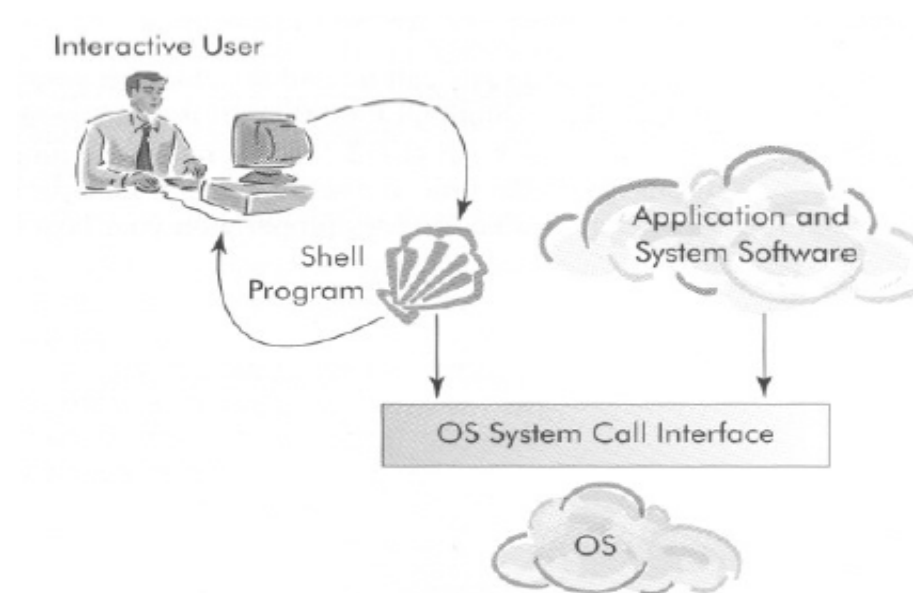 Interactive User
Shell
Program
Application and
System Software
OS System Call Interface
OS